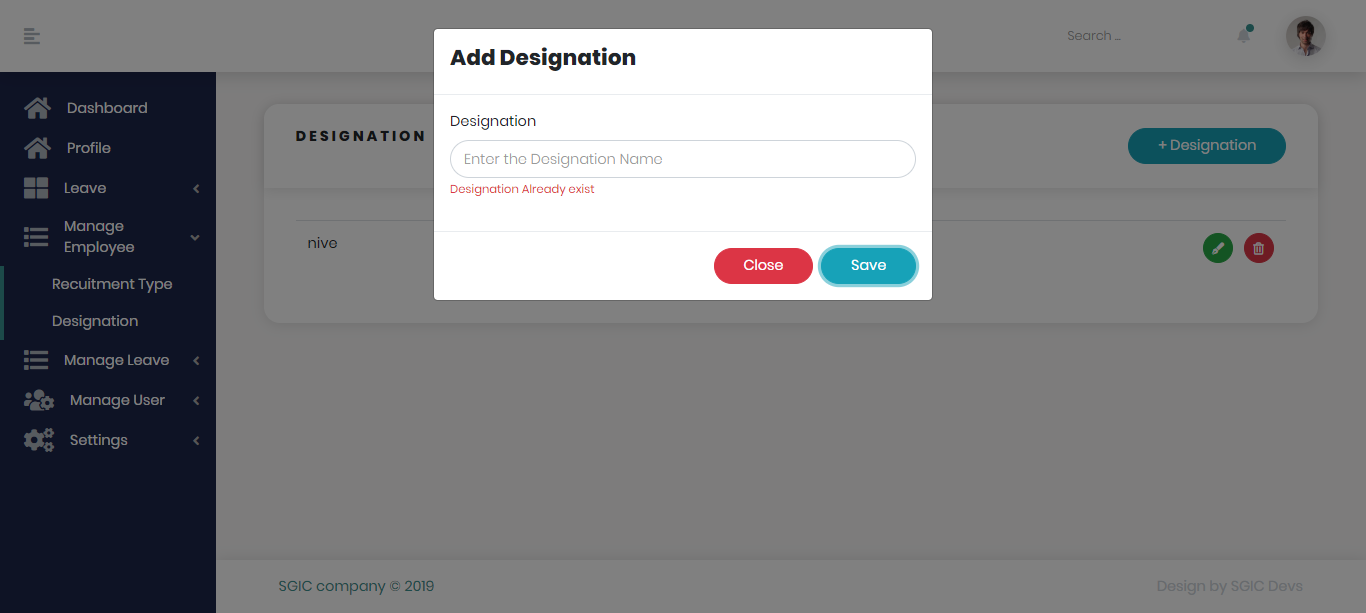 Search ...
Add Designation
Dashboard
Profile
Leave
Manage
Employee
Recuitment Type
Designation
Manage Leave
Manage User
Settings
DESIGNATION
+ Designation
Designation
Enter the Designation Name
Designation Already exist
nive
Close
Save
SGIC company © 2019
Design by SGIC Devs